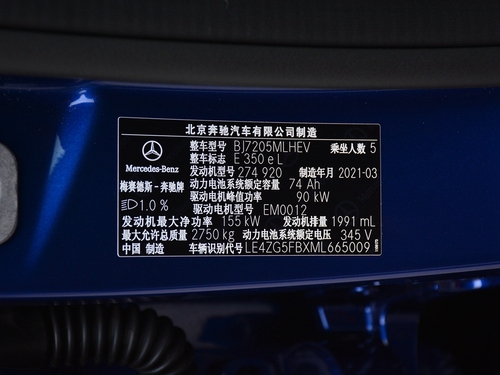 北京奔驰汽车有限公司制造
Mercedes-Benz
梅赛德斯-奔驰牌
1.0 %
整车型号 BJ7205MLHEV 乘坐人数 5
整车标志 E 350 e L
发动机型号 274 920 制造年月 2021-03
动力电池系统额定容量 74 Ah
驱动电机峰值功率 90 kW
驱动电机型号 EM0012
发动机最大净功率 155 kW 发动机排量 1991 mL
最大允许总质量 2750 kg 动力电池系统额定电压 345 V
中国 制造 车辆识别代号 LE4ZG5FBXML665009